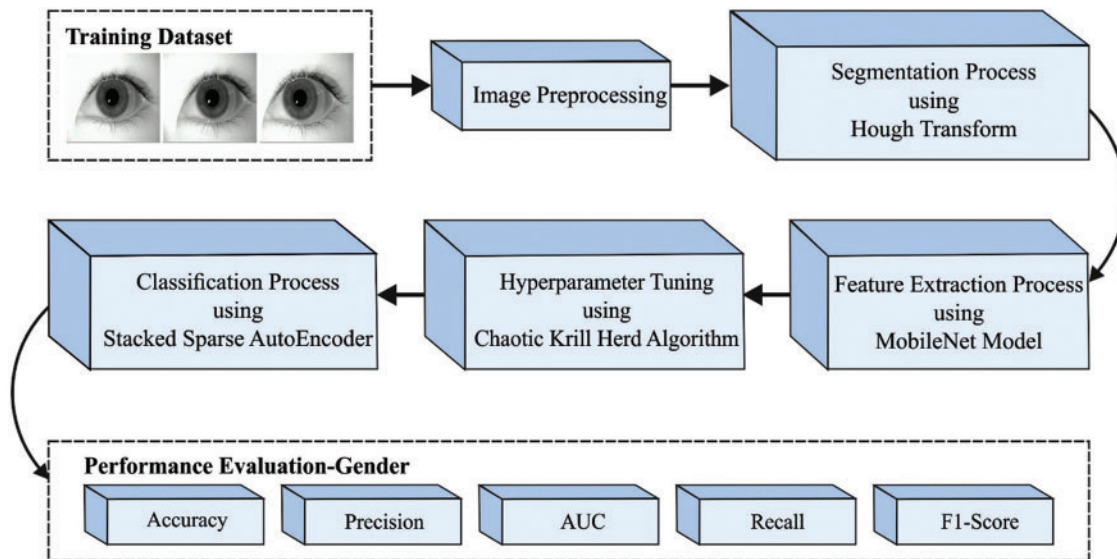 Training Dataset
Image Preprocessing
Segmentation Process
using
Hough Transform
Classification Process
using
Stacked Sparse AutoEncoder
Hyperparameter Tuning
using
Chaotic Krill Herd Algorithm
Feature Extraction Process
using
MobileNet Model
Performance Evaluation-Gender
Accuracy
Precision
AUC
Recall
F1-Score